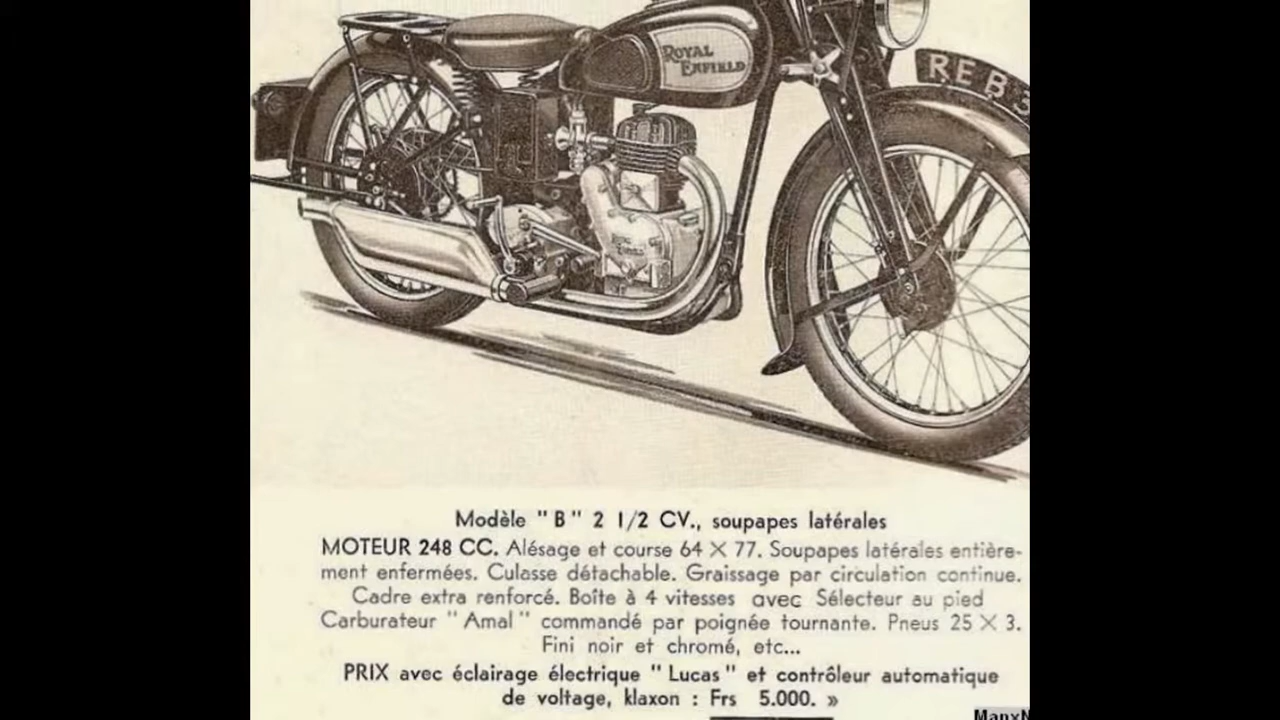 ROYAL
ENFIELD
REB
Modèle "B" 2 1/2 CV., soupapes latérales
MOTEUR 248 CC. Alésage et course 64 × 77. Soupapes latérales entière-
ment enfermées. Culasse détachable. Graissage par circulation continue.
Cadre extra renforcé. Boîte à 4 vitesses avec Sélecteur au pied
Carburateur "Amal" commandé par poignée tournante. Pneus 25 × 3.
Fini noir et chromé, etc...
PRIX avec éclairage électrique "Lucas" et contrôleur automatique
de voltage, klaxon : Frs 5.000. »
ManxN